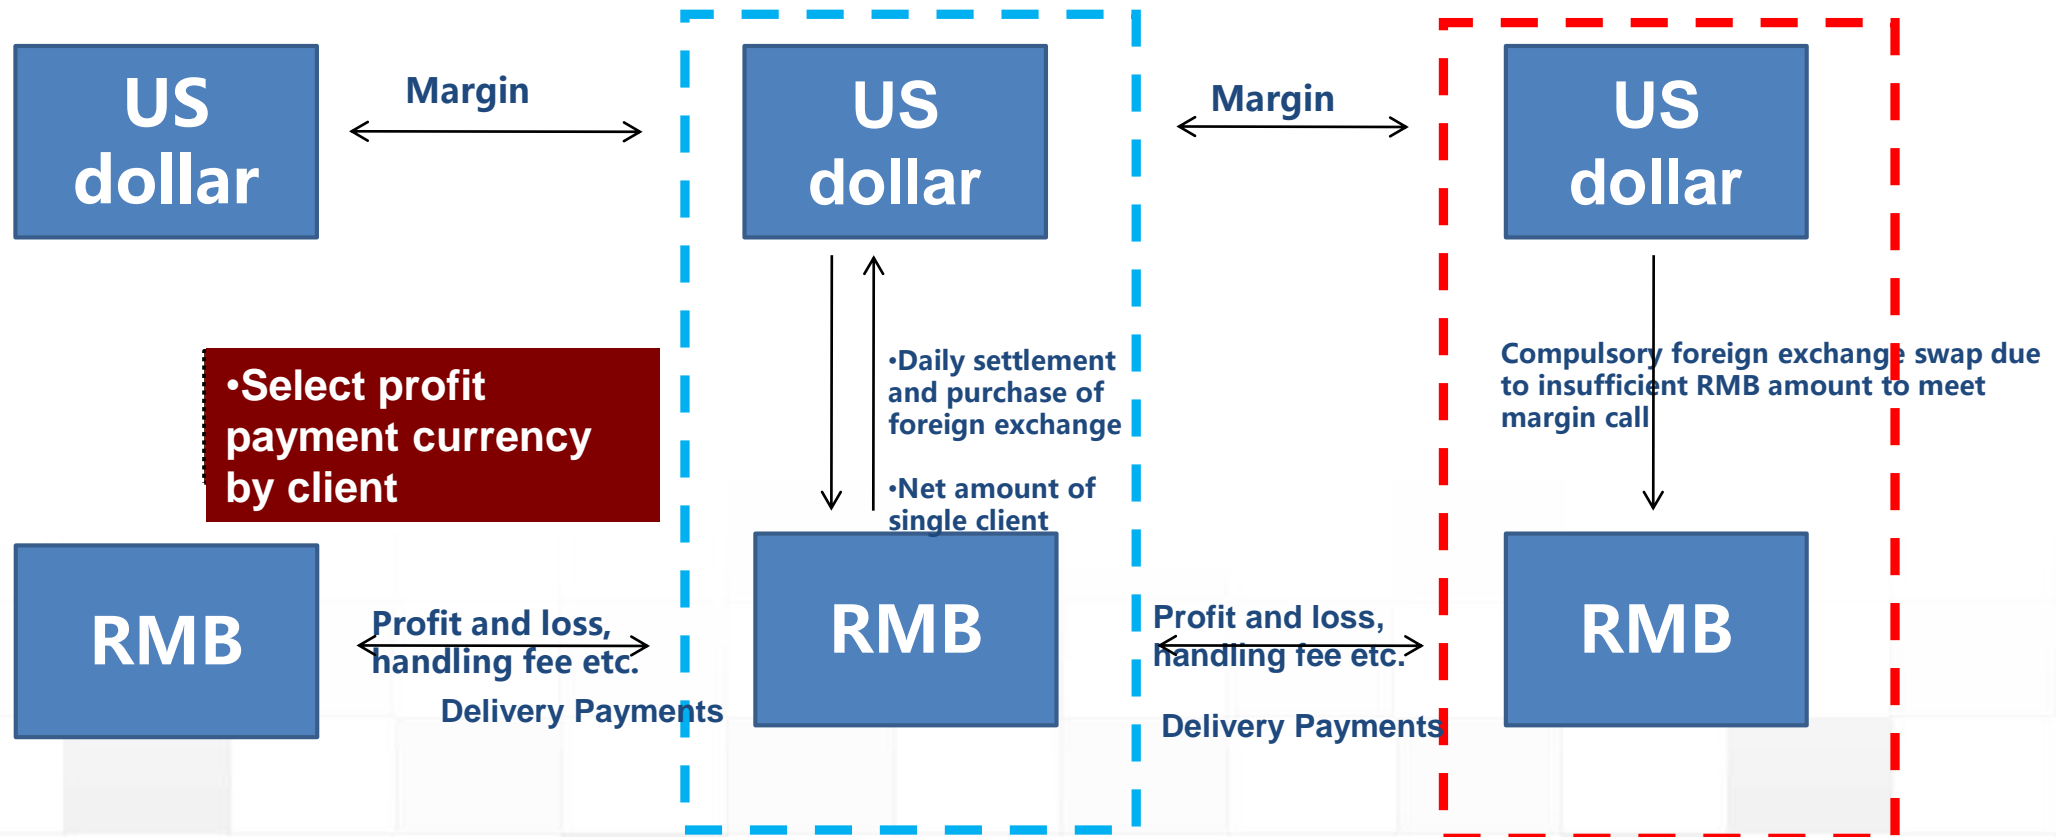 US
dollar
Margin
US
dollar
Margin
US
dollar
•Select profit
payment currency
by client
•Daily settlement
and purchase of
foreign exchange
•Net amount of
single client
Compulsory foreign exchange swap due
to insufficient RMB amount to meet
margin call
RMB
Profit and loss,
handling fee etc.
Delivery Payments
RMB
Profit and loss,
handling fee etc.
Delivery Payments
RMB